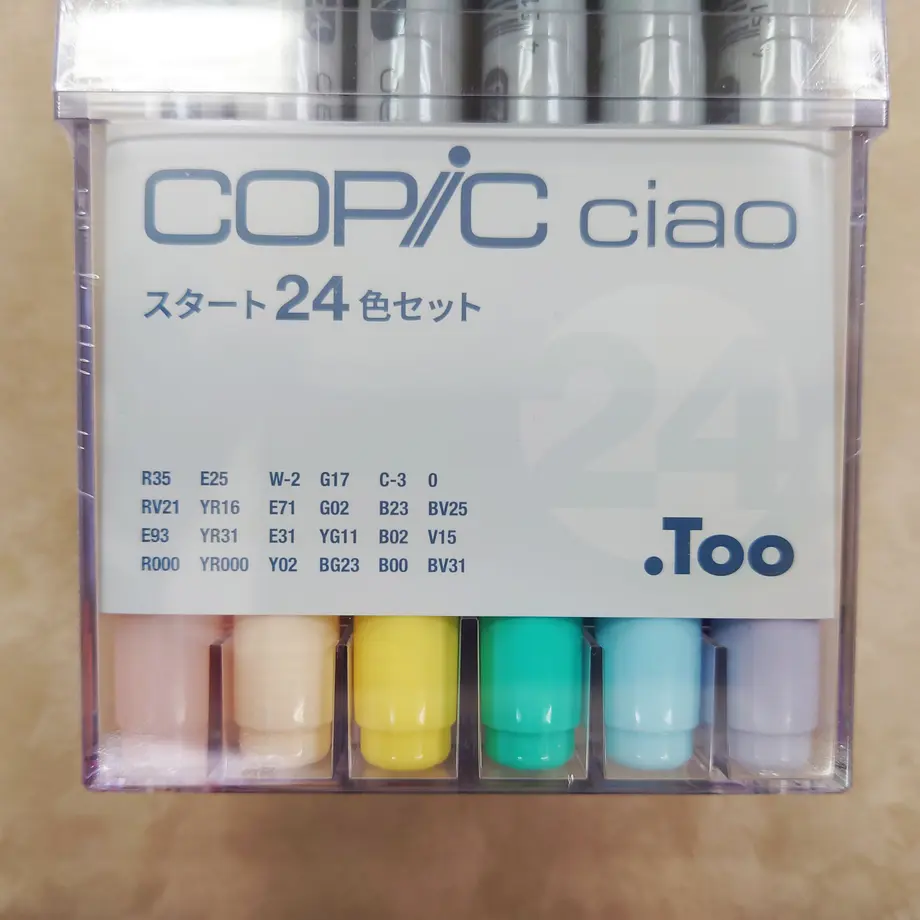 COPiC ciao
スタート24色セット
R35 E25 W-2 G17 C-3 0
RV21 YR16 E71 G02 B23 BV25
E93 YR31 E31 YG11 B02 V15
R000 YR000 Y02 BG23 B00 BV31
24
.Too